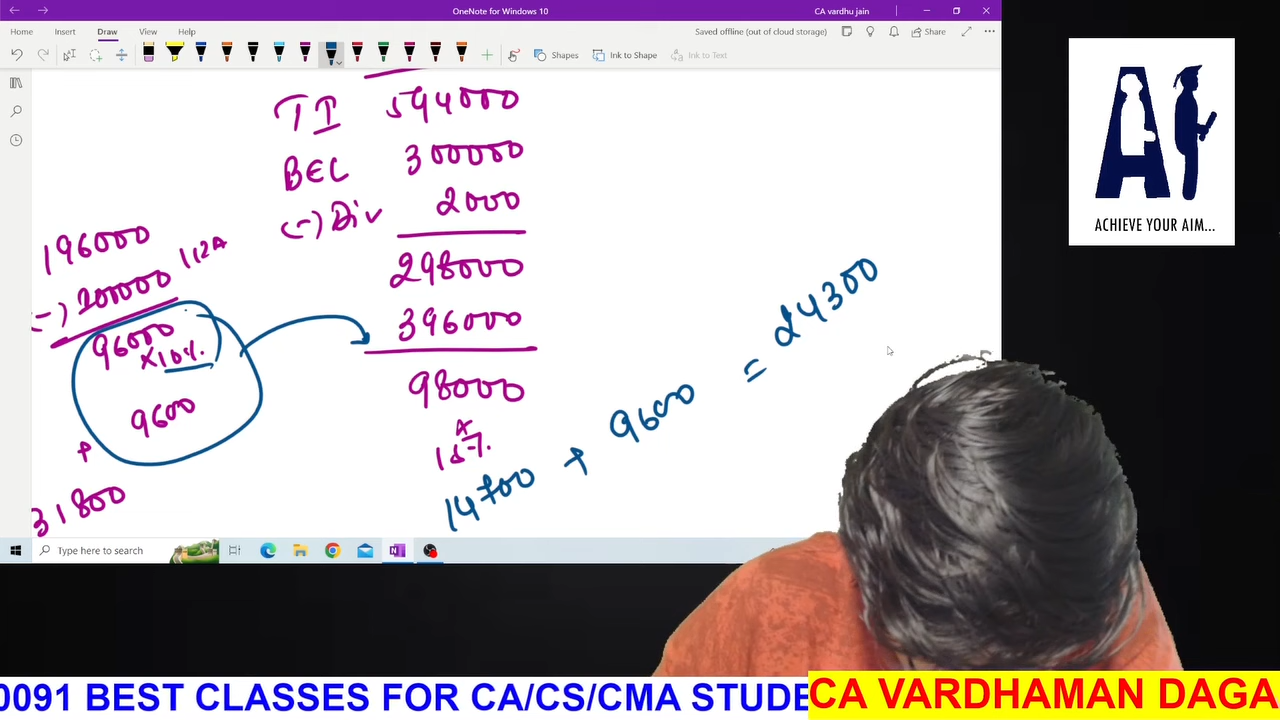 OneNote for Windows 10
CA vardhu jain
Home Insert Draw View Help
Saved offline (out of cloud storage)
Share
Shapes
Ink to Shape
Ink to Text
TI 594000
BEL 300000
(-) Div 2000
298000
396000
98000
x
15%
14700 + 9600 = 24300
196000
(-) 200000 112A
96000
x10%
9600
+
31800
Type here to search
ACHIEVE YOUR AIM...
0091 BEST CLASSES FOR CA/CS/CMA STUDE
CA VARDHAMAN DAGA